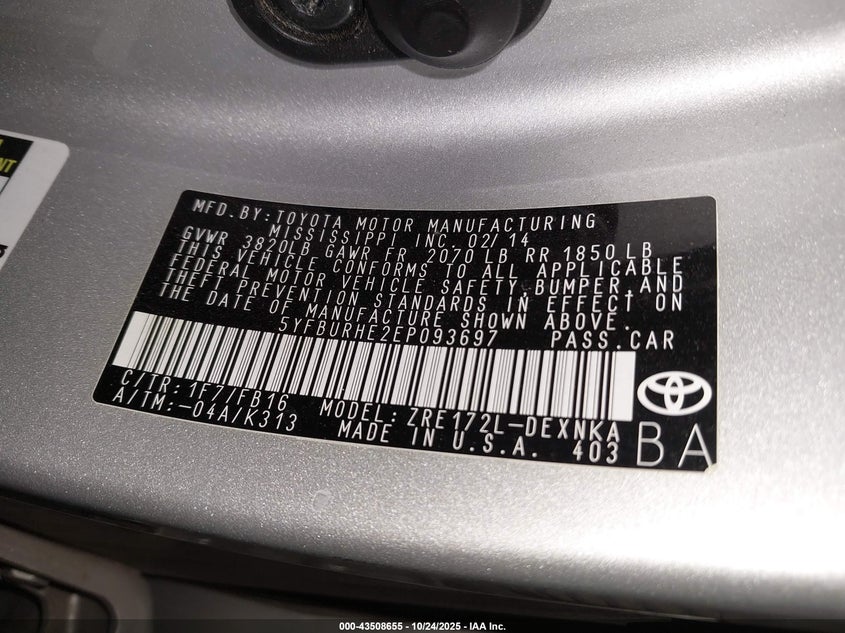 NT
MFD.BY: TOYOTA MOTOR MANUFACTURING
MISSISSIPPI INC. 02/14
GVWR 3820LB GAWR FR 2070 LB RR 1850 LB
THIS VEHICLE CONFORMS TO ALL APPLICABLE
FEDERAL MOTOR VEHICLE SAFETY, BUMPER, AND
THEFT PREVENTION STANDARDS IN EFFECT ON
THE DATE OF MANUFACTURE SHOWN ABOVE.
5YFBURHE2EP093697 PASS.CAR
C/TR: 1F7/FB16
A/TM:-04A/K313
MODEL: ZRE172L-DEXNKA
MADE IN U.S.A. 403
BA
000-43508655 - 10/24/2025 - IAA Inc.